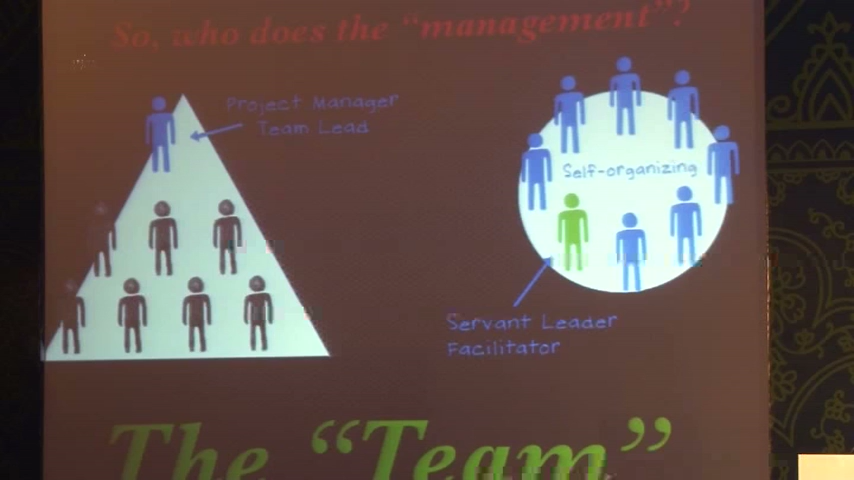 So, who does the “management”?
Project Manager
Team Lead
Self-organizing
Servant Leader
Facilitator
The “Team”